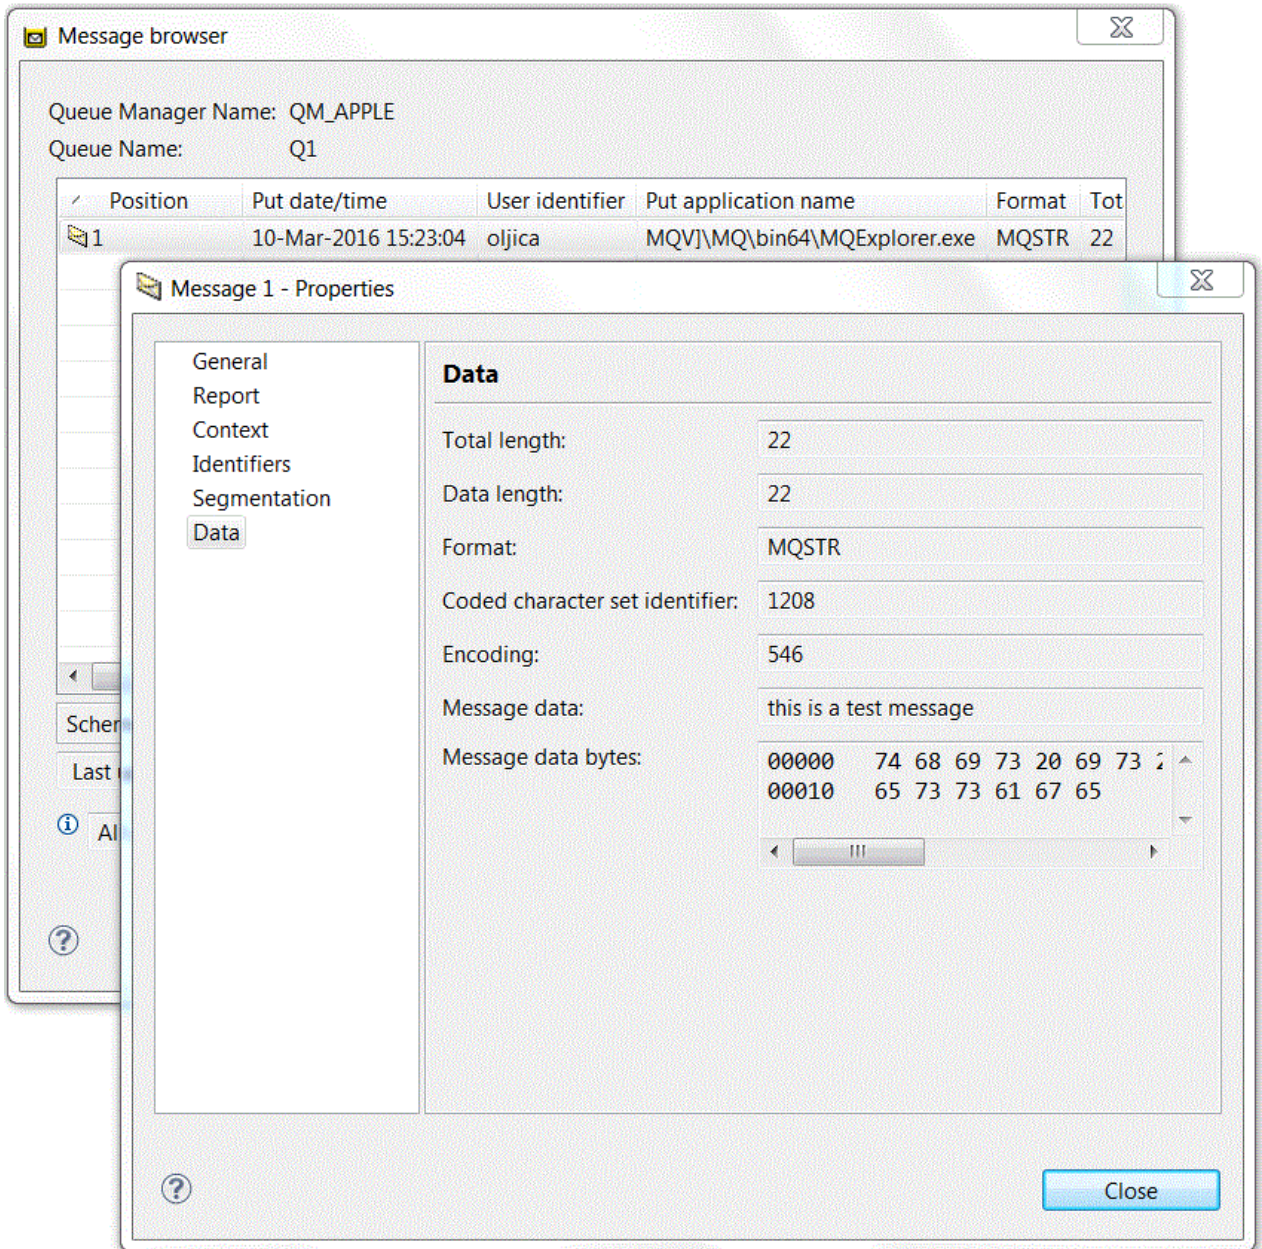 Message browser
Queue Manager Name: QM_APPLE
Queue Name: Q1
Position Put date/time User identifier Put application name Format Tot
1 10-Mar-2016 15:23:04 oljica MQV]\MQ\bin64\MQExplorer.exe MQSTR 22
Message 1 - Properties
General
Report
Context
Identifiers
Segmentation
Data
Data
Total length: 22
Data length: 22
Format: MQSTR
Coded character set identifier: 1208
Encoding: 546
Message data: this is a test message
Message data bytes: 00000 74 68 69 73 20 69 73
00010 65 73 73 61 67 65
Schem
Last
Al
Close